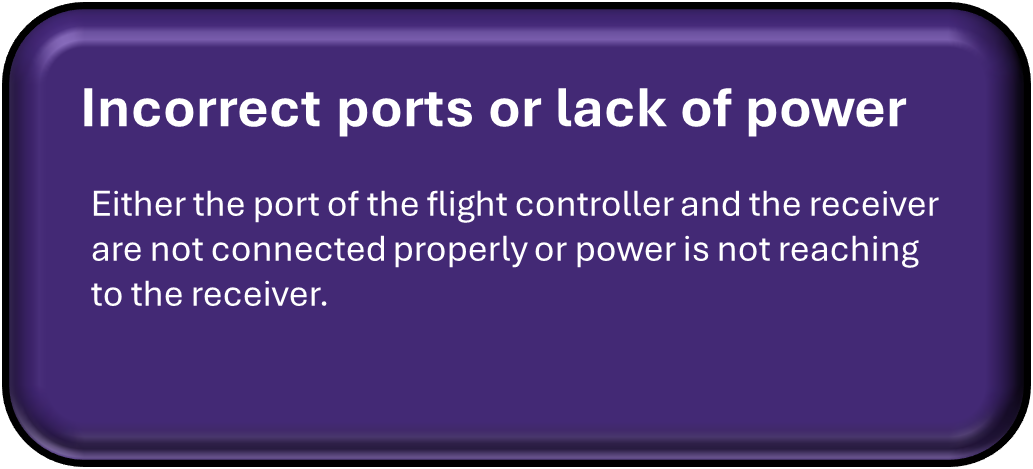 Incorrect ports or lack of power
Either the port of the flight controller and the receiver
are not connected properly or power is not reaching
to the receiver.